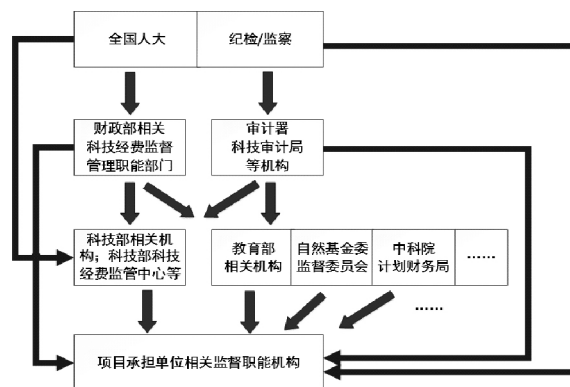 全国人大
纪检/监察
财政部相关
科技经费监督
管理职能部门
审计署
科技审计局
等机构
科技部相关机
构；科技部科技
经费监管中心等
教育部
相关机构
自然基金委
监督委员会
中科院
计划财务局
……
……
项目承担单位相关监督职能机构